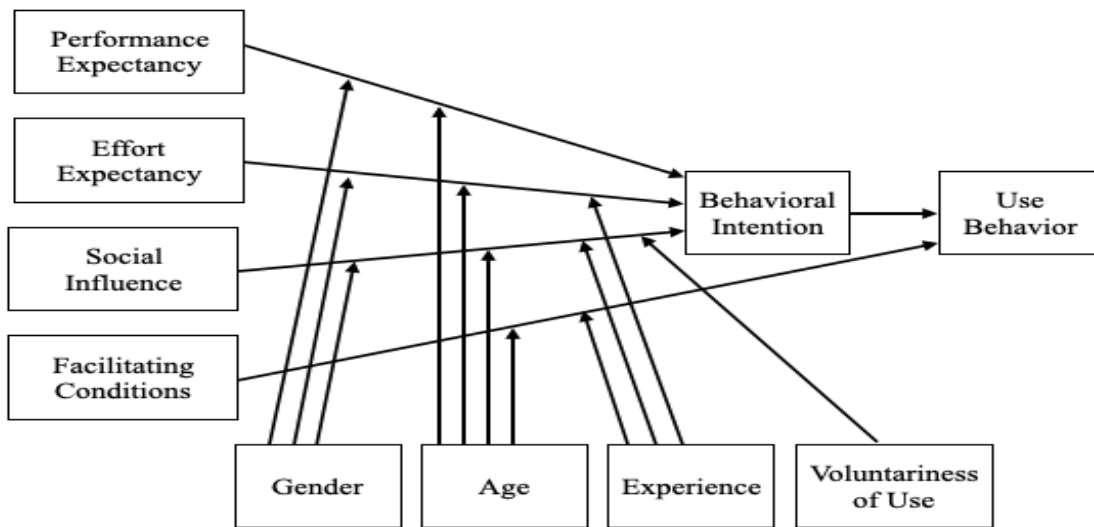 Performance
Expectancy
Effort
Expectancy
Social
Influence
Facilitating
Conditions
Behavioral
Intention
Use
Behavior
Gender
Age
Experience
Voluntariness
of Use